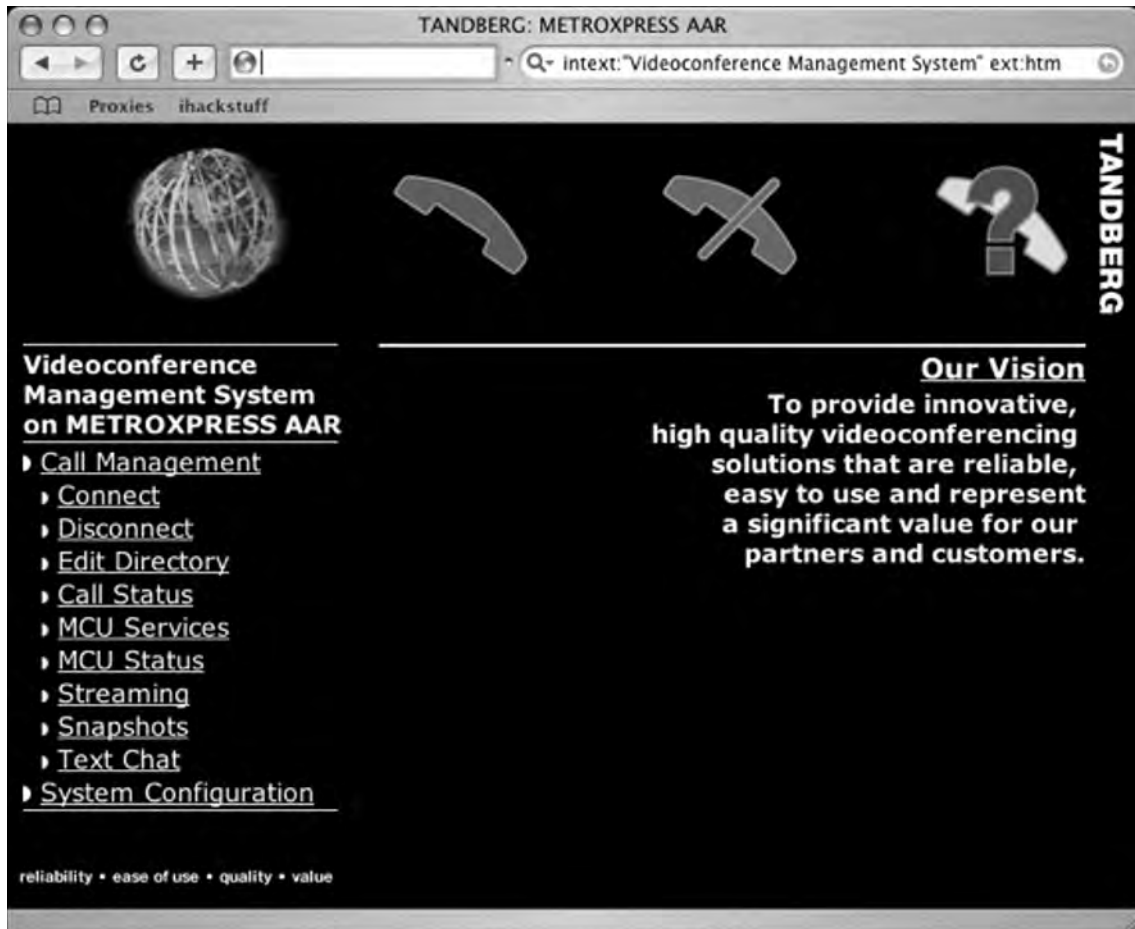 TANDBERG: METROXPRESS AAR
intext:"Videoconference Management System" ext:htm
Proxies ihackstuff
TANDBERG
Videoconference
Management System
on METROXPRESS AAR
Call Management
Connect
Disconnect
Edit Directory
Call Status
MCU Services
MCU Status
Streaming
Snapshots
Text Chat
System Configuration
reliability • ease of use • quality • value
Our Vision
To provide innovative,
high quality videoconferencing
solutions that are reliable,
easy to use and represent
a significant value for our
partners and customers.